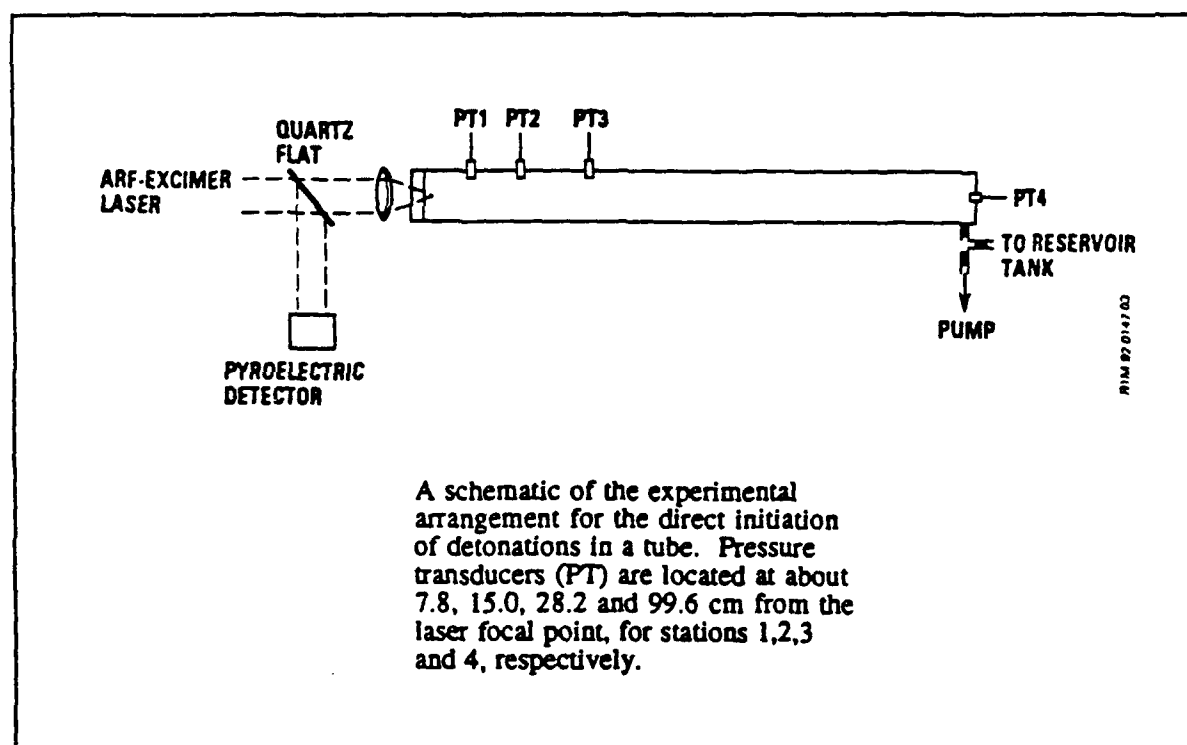 PT1 PT2 PT3
QUARTZ
FLAT
ARF-EXCIMER
LASER
PT4
TO RESERVOIR
TANK
PUMP
PYROELECTRIC
DETECTOR
A schematic of the experimental
arrangement for the direct initiation
of detonations in a tube. Pressure
transducers (PT) are located at about
7.8, 15.0, 28.2 and 99.6 cm from the
laser focal point, for stations 1,2,3
and 4, respectively.